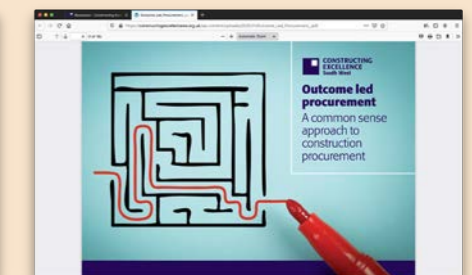 CONSTRUCTING
EXCELLENCE
South West
Outcome led
procurement
A common sense
approach to
construction
procurement